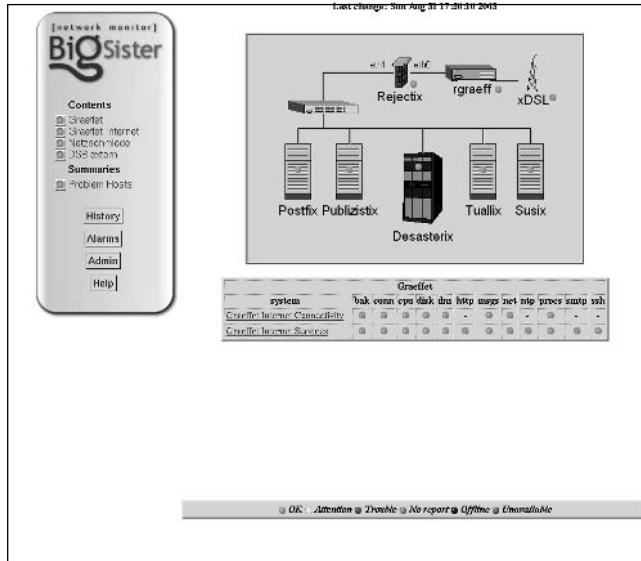 Last change: Sun Aug 31 17:20:10 2003
[network monitor]
BigSister
Contents
Graeffet
Graeffet Internet
Netzschmiede
DSB extern
Summaries
Problem Hosts
History
Alarms
Admin
Help
eth1 eth0
Rejectix
rgraeff
xDSL
Postfix Publizistix Tuallix Susix
Desasterix
Graeffet
system bak conn cpu disk dns http msgs net ntp procs smtp ssh
Graeffet Internet Connectivity - - - -
Graeffet Internet Services
OK Attention Trouble No report Offline Unavailable